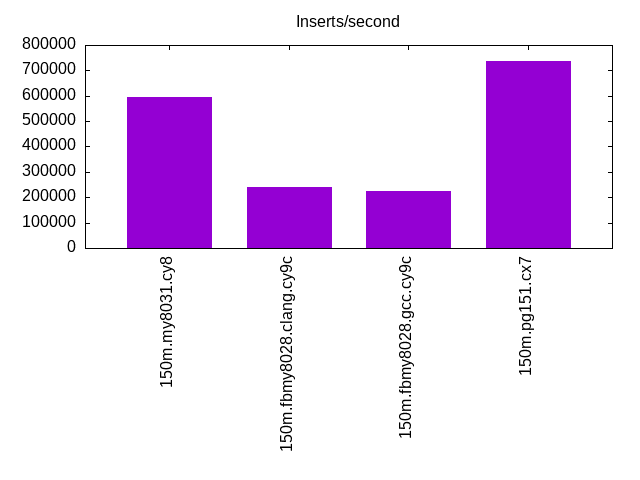 Inserts/second
800000
700000
600000
500000
400000
300000
200000
100000
0
150m.my8031.cy8
150m.fbmy8028.clang.cy9c
150m.fbmy8028.gcc.cy9c
150m.pg151.cx7